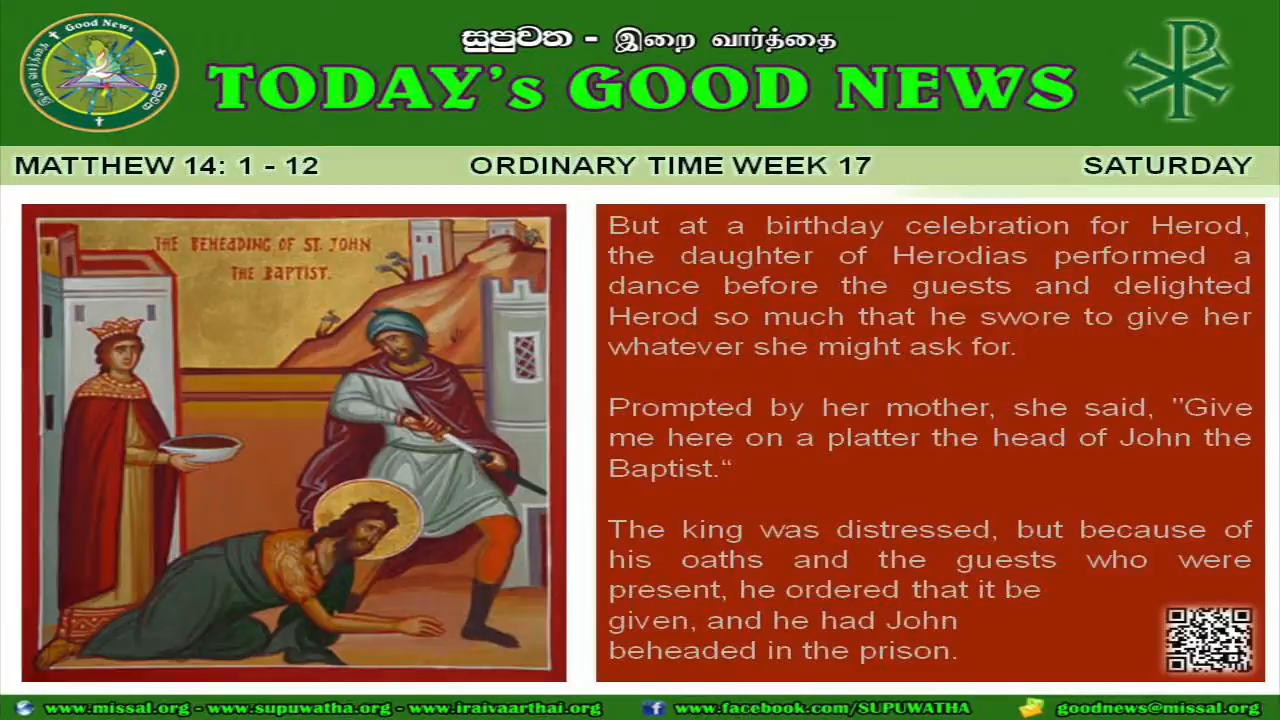 Good News
இறை வார்த்தை
සුපුවත
සුපුවත - இறை வார்த்தை
TODAY's GOOD NEWS
MATTHEW 14: 1 - 12
ORDINARY TIME WEEK 17
SATURDAY
THE BEHEADING OF ST. JOHN
THE BAPTIST.
But at a birthday celebration for Herod,
the daughter of Herodias performed a
dance before the guests and delighted
Herod so much that he swore to give her
whatever she might ask for.
Prompted by her mother, she said, "Give
me here on a platter the head of John the
Baptist.“
The king was distressed, but because of
his oaths and the guests who were
present, he ordered that it be
given, and he had John
beheaded in the prison.
www.missal.org - www.supuwatha.org - www.iraivaarthai.org
www.facebook.com/SUPUWATHA
goodnews@missal.org